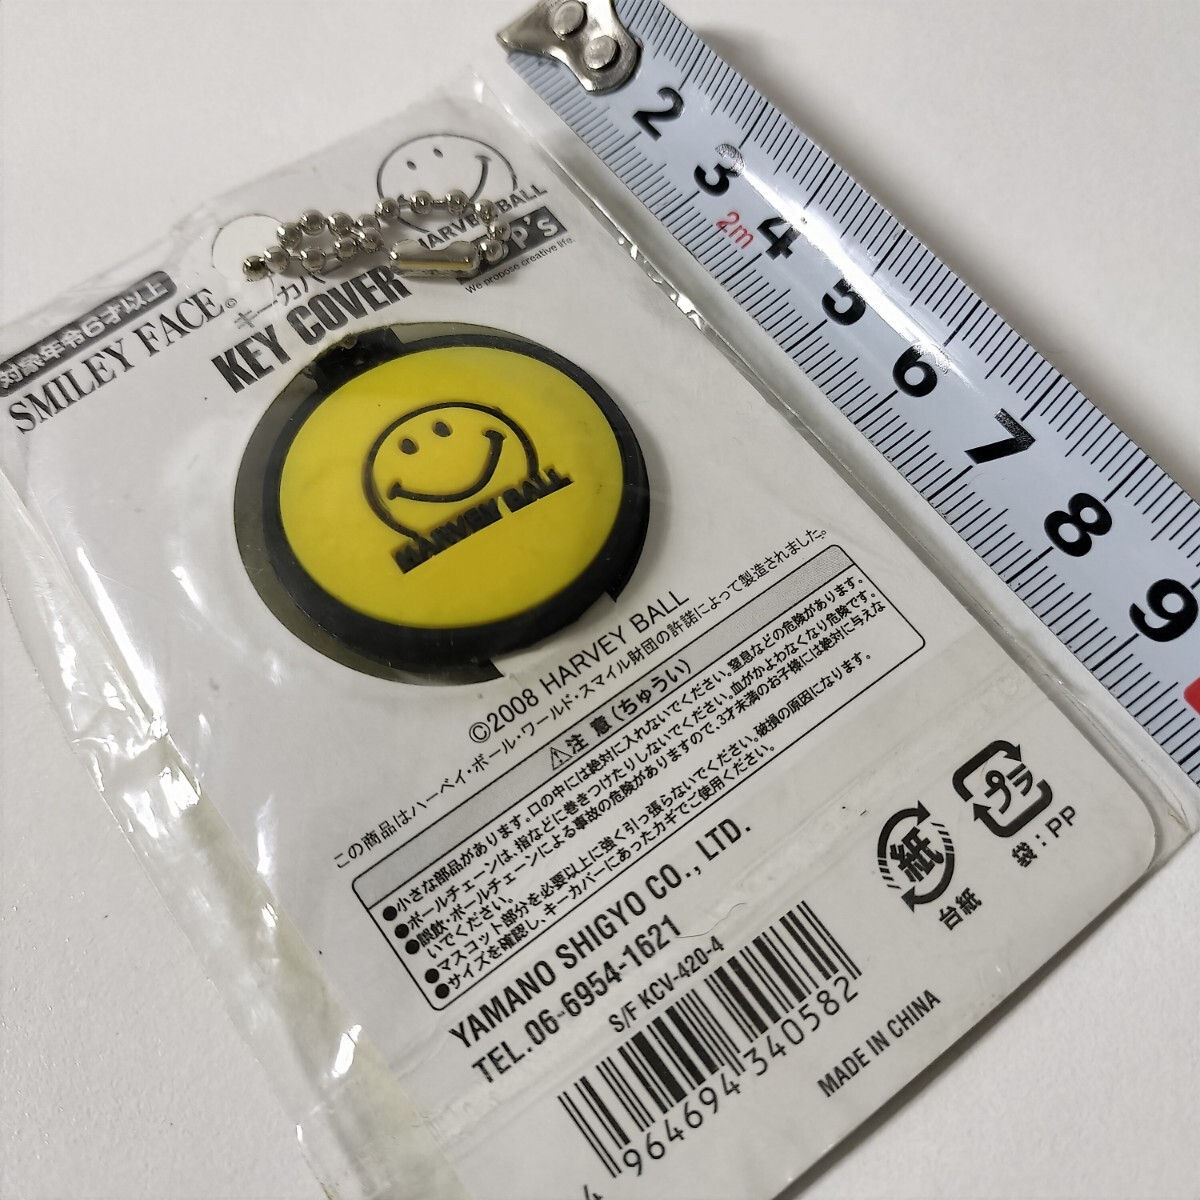 対象年令6才以上
SMILEY FACE©
キーカバ
KEY COVER
HARVEY BALL
P's
We propose creative life.
HARVEY BALL
©2008 HARVEY BALL
この商品はハーベイ・ボール・ワールド・スマイル財団の許諾によって製造されました。
⚠注 意(ちゅうい)
●小さな部品があります。口の中には絶対に入れないでください。窒息などの危険があります。
●ボールチェーンは、指などに巻きつけたりしないでください。血がかよわなくなり危険です。
●誤飲・ボールチェーンによる事故の危険がありますので、3才未満のお子様には絶対に与えな
いでください。
●マスコット部分を必要以上に強く引っ張らないでください。破損の原因になります。
●サイズを確認し、キーカバーにあったカギでご使用ください。
YAMANO SHIGYO CO., LTD.
TEL.06-6954-1621
S/F KCV-420-4
4 964694 340582
MADE IN CHINA
紙
台紙
プラ
袋:PP
2 3 4 5 6 7 8 9
2m